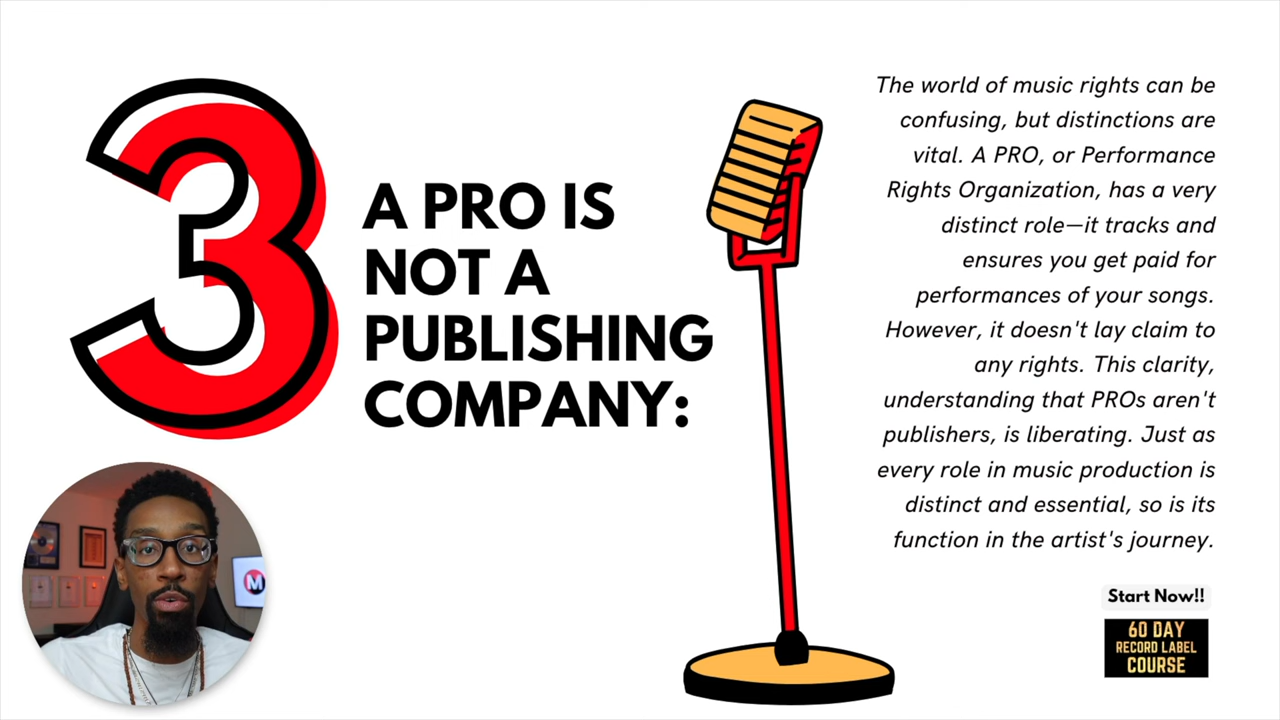 3
A PRO IS
NOT A
PUBLISHING
COMPANY:
The world of music rights can be
confusing, but distinctions are
vital. A PRO, or Performance
Rights Organization, has a very
distinct role—it tracks and
ensures you get paid for
performances of your songs.
However, it doesn't lay claim to
any rights. This clarity,
understanding that PROs aren't
publishers, is liberating. Just as
every role in music production is
distinct and essential, so is its
function in the artist's journey.
Start Now!!
60 DAY
RECORD LABEL
COURSE
M